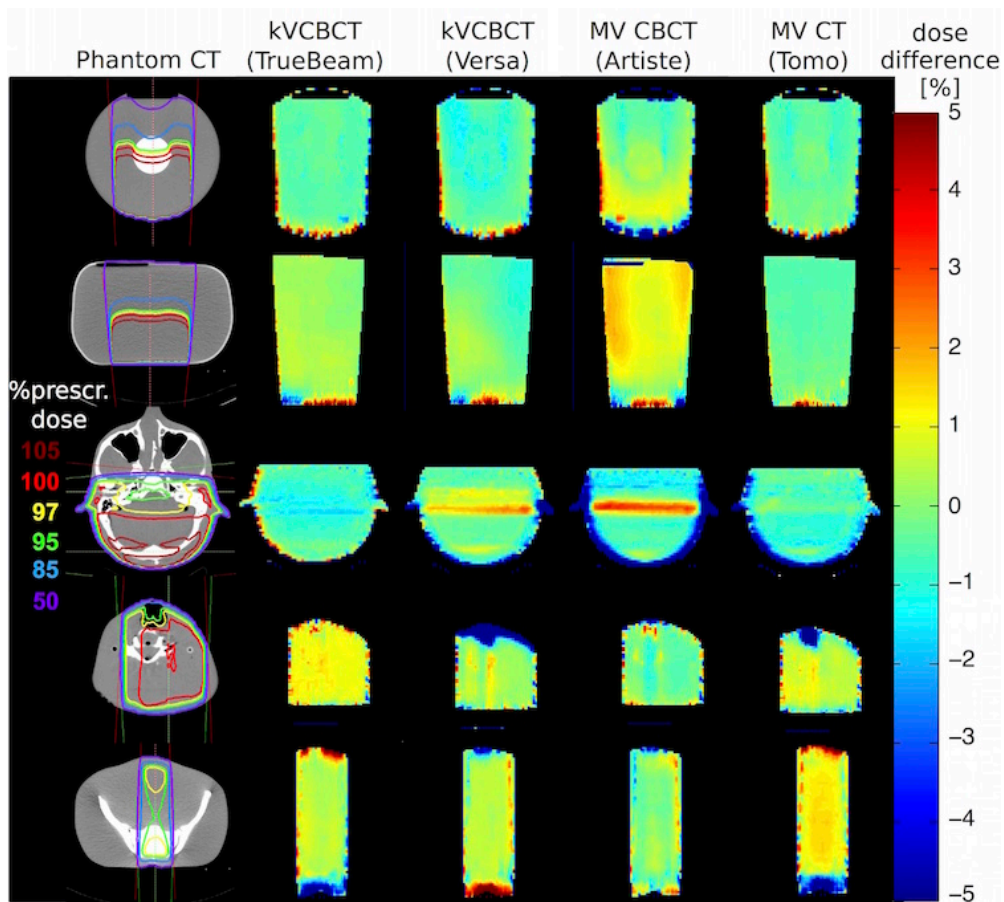 Phantom CT
kVCBCT
(TrueBeam)
kVCBCT
(Versa)
MV CBCT
(Artiste)
MV CT
(Tomo)
dose
difference
[%]
%prescr.
dose
105
100
97
95
85
50
5
4
3
2
1
0
−1
−2
−3
−4
−5